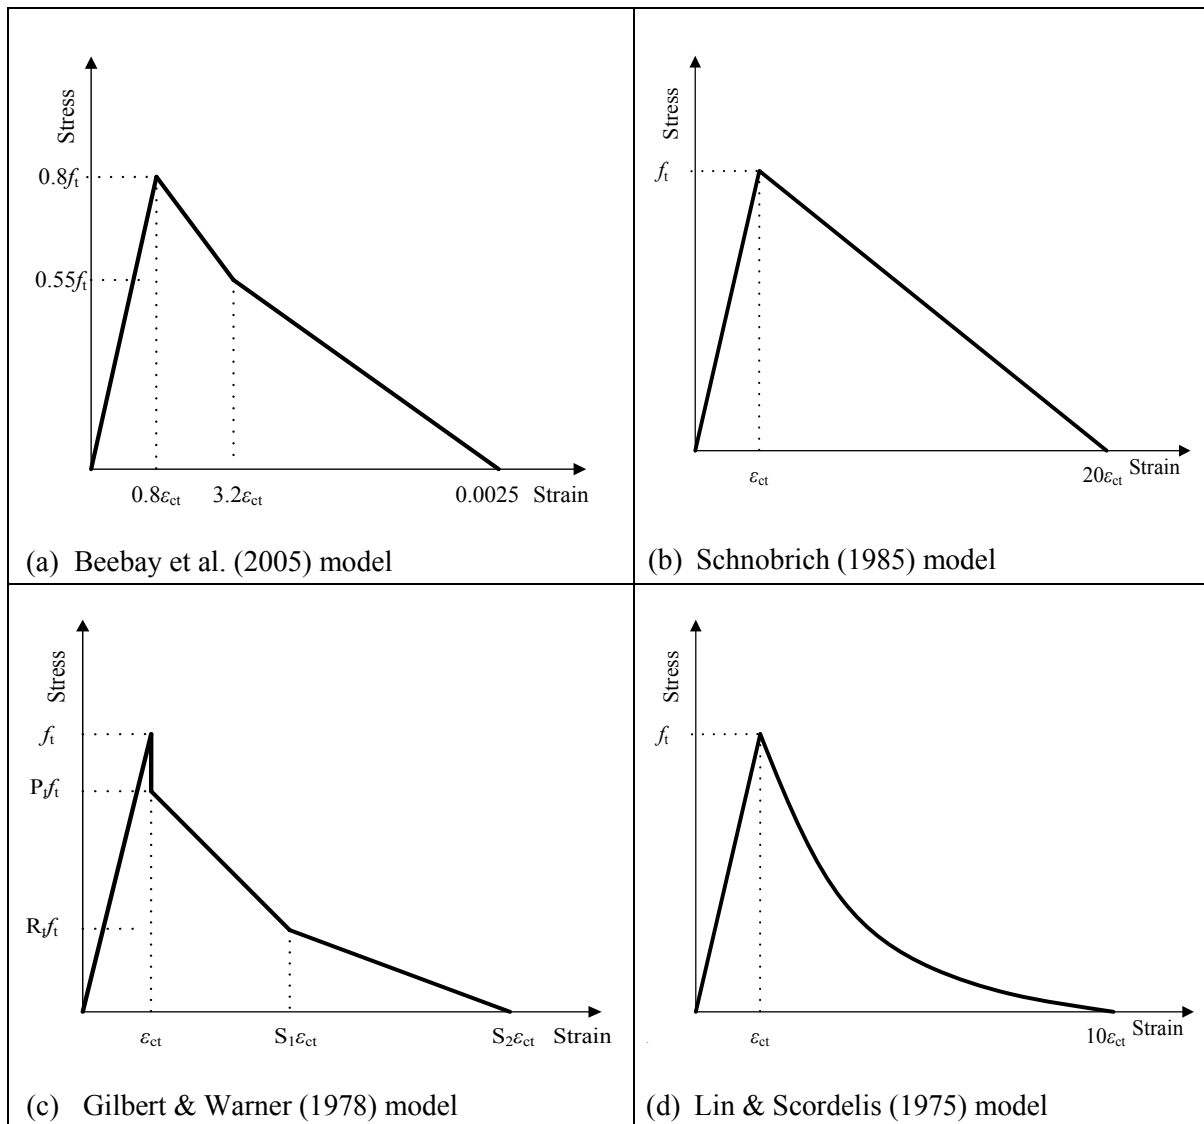 Stress
0.8fₜ
0.55fₜ
0.8εct 3.2εct 0.0025 Strain
(a) Beebay et al. (2005) model
Stress
fₜ
εct 20εct Strain
(b) Schnobrich (1985) model
Stress
fₜ
Pₜfₜ
Rₜfₜ
εct S₁εct S₂εct Strain
(c) Gilbert & Warner (1978) model
Stress
fₜ
εct 10εct Strain
(d) Lin & Scordelis (1975) model